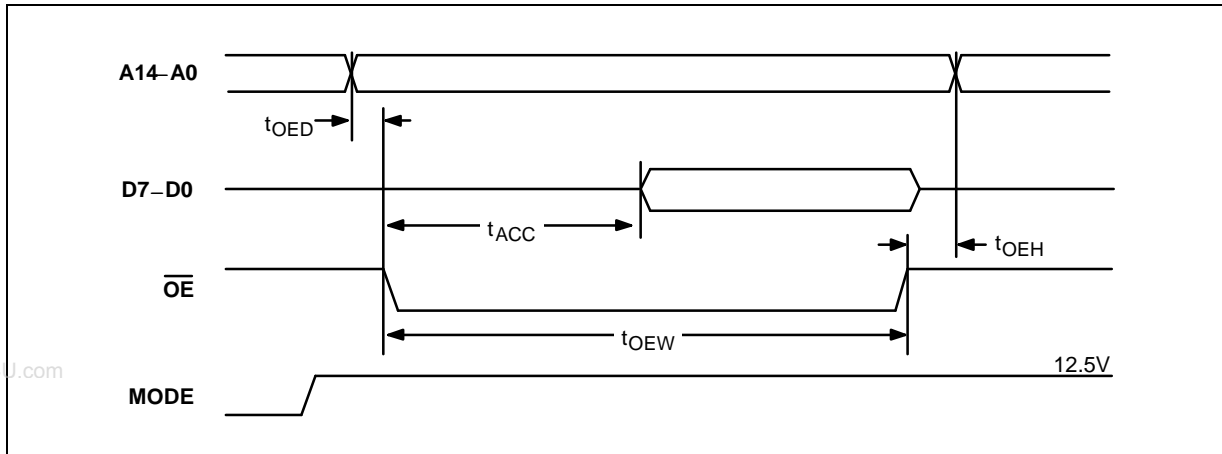 A14–A0
tOED
D7–D0
tACC
tOEH
OE
tOEW
U.com
12.5V
MODE